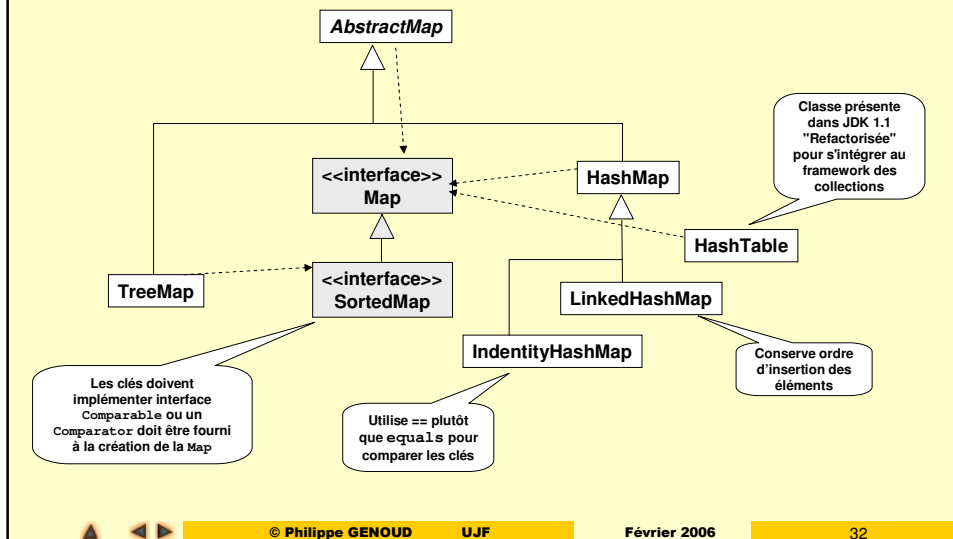 AbstractMap
Classe présente
dans JDK 1.1
"Refactorisée"
pour s'intégrer au
framework des
collections
<<interface>>
Map
HashMap
HashTable
TreeMap
<<interface>>
SortedMap
LinkedHashMap
IndentityHashMap
Conserve ordre
d'insertion des
éléments
Les clés doivent
implémenter interface
Comparable ou un
Comparator doit être fourni
à la création de la Map
Utilise == plutôt
que equals pour
comparer les clés
© Philippe GENOUD UJF Février 2006 32